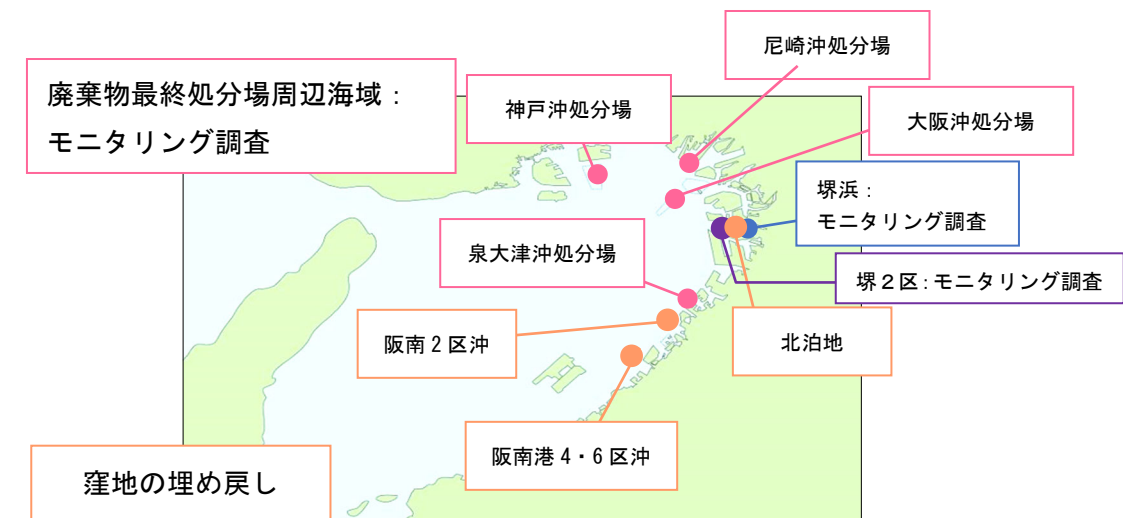 尼崎沖処分場
廃棄物最終処分場周辺海域：
モニタリング調査
神戸沖処分場
大阪沖処分場
堺浜：
モニタリング調査
泉大津沖処分場
堺２区：モニタリング調査
阪南２区沖
北泊地
阪南港４・６区沖
窪地の埋め戻し